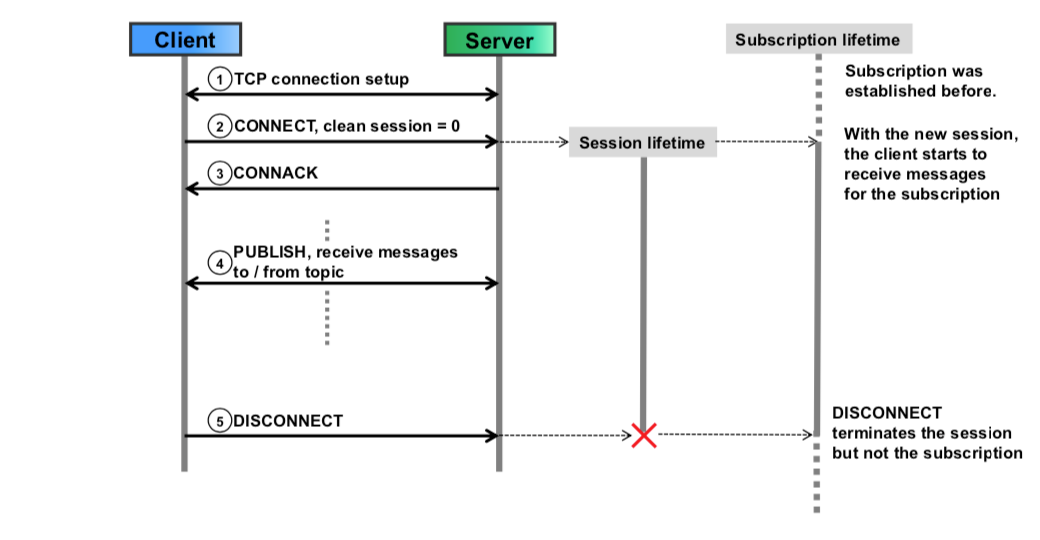 Client
Server
Subscription lifetime
1 TCP connection setup
Subscription was
established before.
2 CONNECT, clean session = 0
Session lifetime
With the new session,
the client starts to
receive messages
for the subscription
3 CONNACK
4 PUBLISH, receive messages
to / from topic
5 DISCONNECT
DISCONNECT
terminates the session
but not the subscription